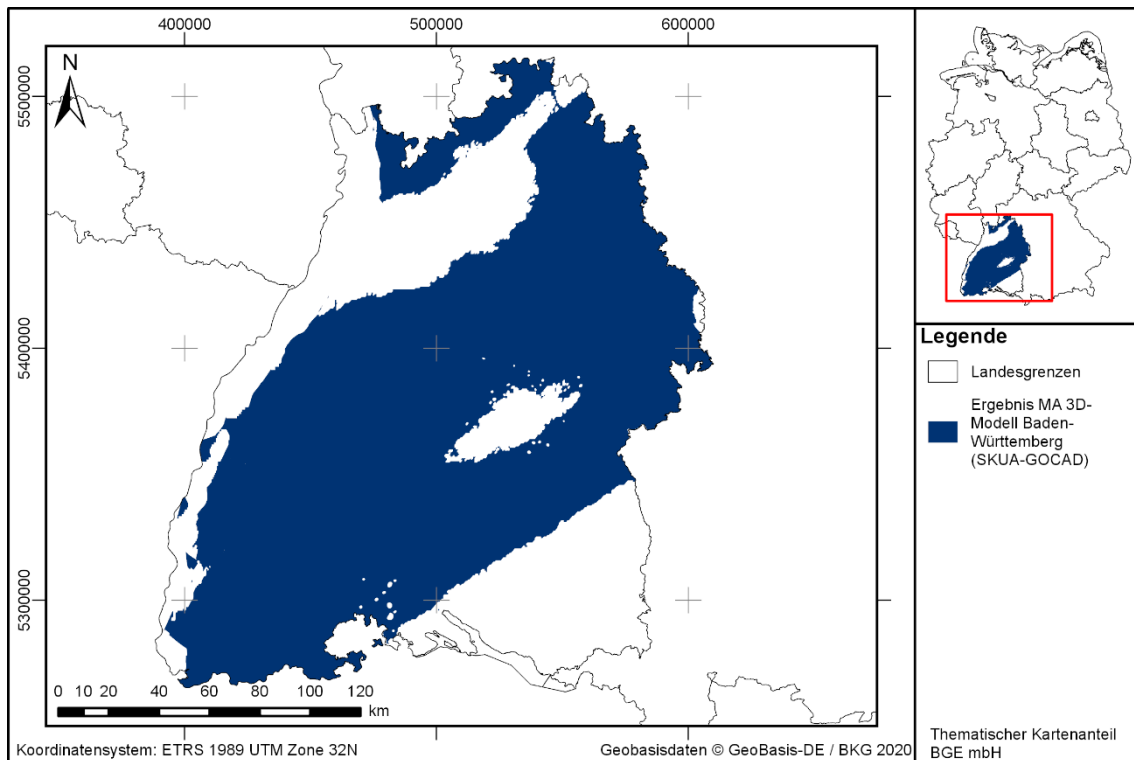 400000
500000
600000
5500000
5400000
5300000
N
0 10 20 40 60 80 100 120
km
Koordinatensystem: ETRS 1989 UTM Zone 32N
Geobasisdaten © GeoBasis-DE / BKG 2020
Legende
Landesgrenzen
Ergebnis MA 3D-
Modell Baden-
Württemberg
(SKUA-GOCAD)
Thematischer Kartenanteil
BGE mbH